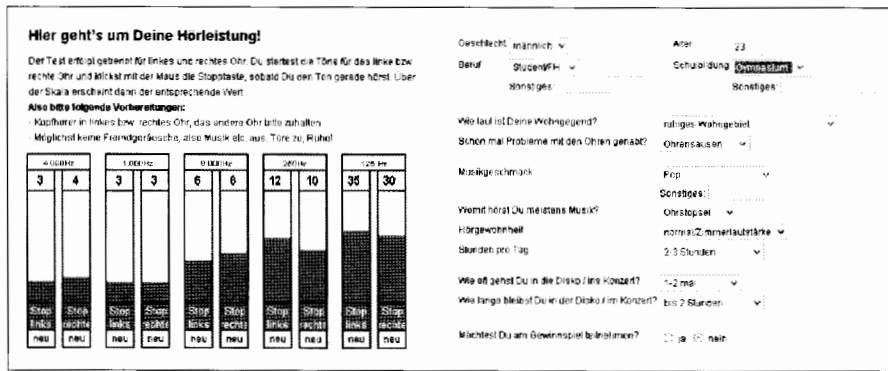 Hier geht's um Deine Hörleistung!
Der Test erfolgt getrennt für linkes und rechtes Ohr. Du startest die Töne für das linke bzw.
rechte Ohr und klickst mit der Maus die Stopptaste, sobald Du den Ton gerade hörst. Über
der Skala erscheint dann der entsprechende Wert
Also bitte folgende Vorbereitungen:
- Kopfhörer in linkes bzw. rechtes Ohr, das andere Ohr bitte zuhalten
- Möglichst keine Fremdgeräusche, also Musik etc. aus, Türe zu, Ruhe!
4.000Hz 1.000Hz 8.000Hz 250Hz 125 Hz
3 4 3 3 6 6 12 10 35 30
Stop Stop Stop Stop Stop Stop Stop Stop Stop Stop
links rechts links rechts links rechts links rechts links rechts
neu neu neu neu neu neu neu neu neu neu
Geschlecht männlich Alter 23
Beruf Student/FH Schulbildung Gymnasium
Sonstiges: Sonstiges:
Wie laut ist Deine Wohngegend? ruhiges Wohngebiet
Schon mal Probleme mit den Ohren gehabt? Ohrensausen
Musikgeschmack Pop
Sonstiges:
Womit hörst Du meistens Musik? Ohrstöpsel
Hörgewohnheit normal/Zimmerlautstärke
Stunden pro Tag 2-3 Stunden
Wie oft gehst Du in die Disko / ins Konzert? 1-2 mal
Wie lange bleibst Du in der Disko / im Konzert? bis 2 Stunden
Möchtest Du am Gewinnspiel teilnehmen? ja nein